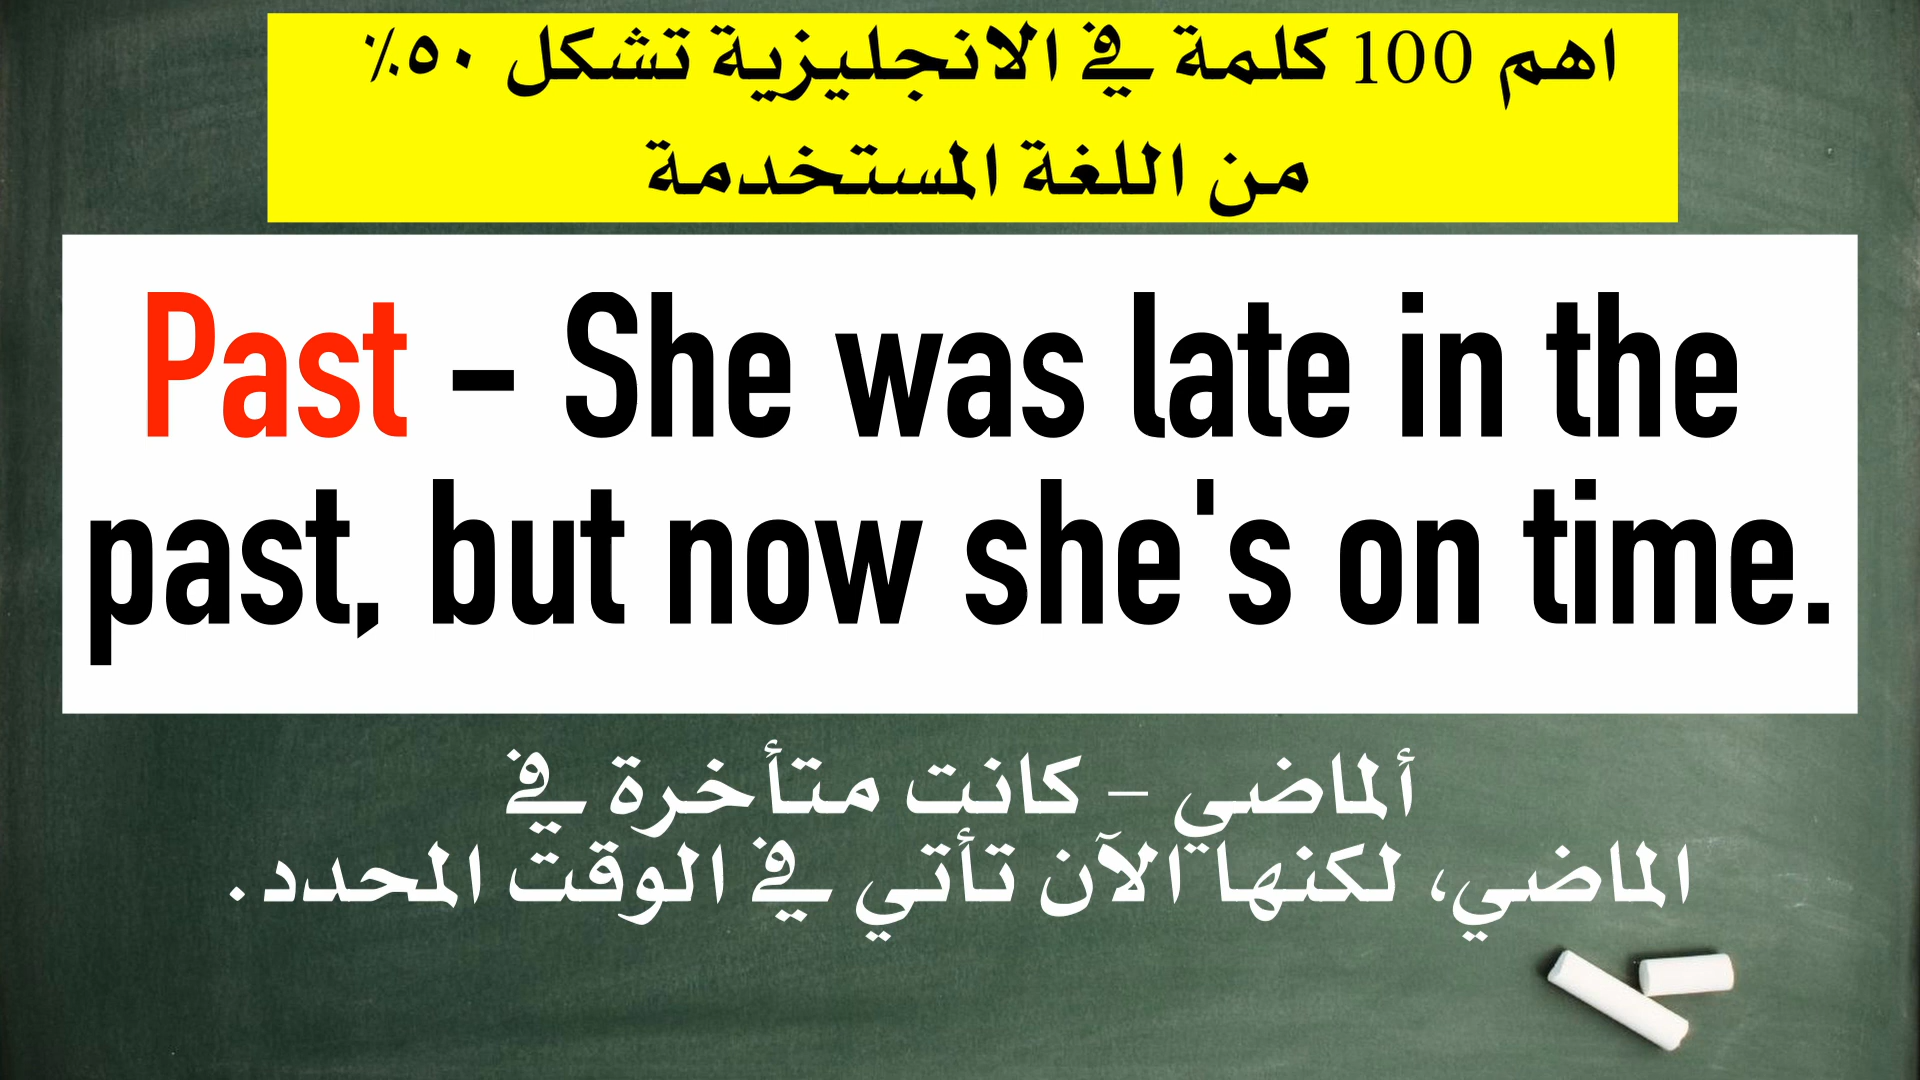 اهم 100 كلمة في الانجليزية تشكل ٥٠٪
من اللغة المستخدمة
Past – She was late in the
past, but now she's on time.
ألماضي – كانت متأخرة في
الماضي، لكنها الآن تأتي في الوقت المحدد.